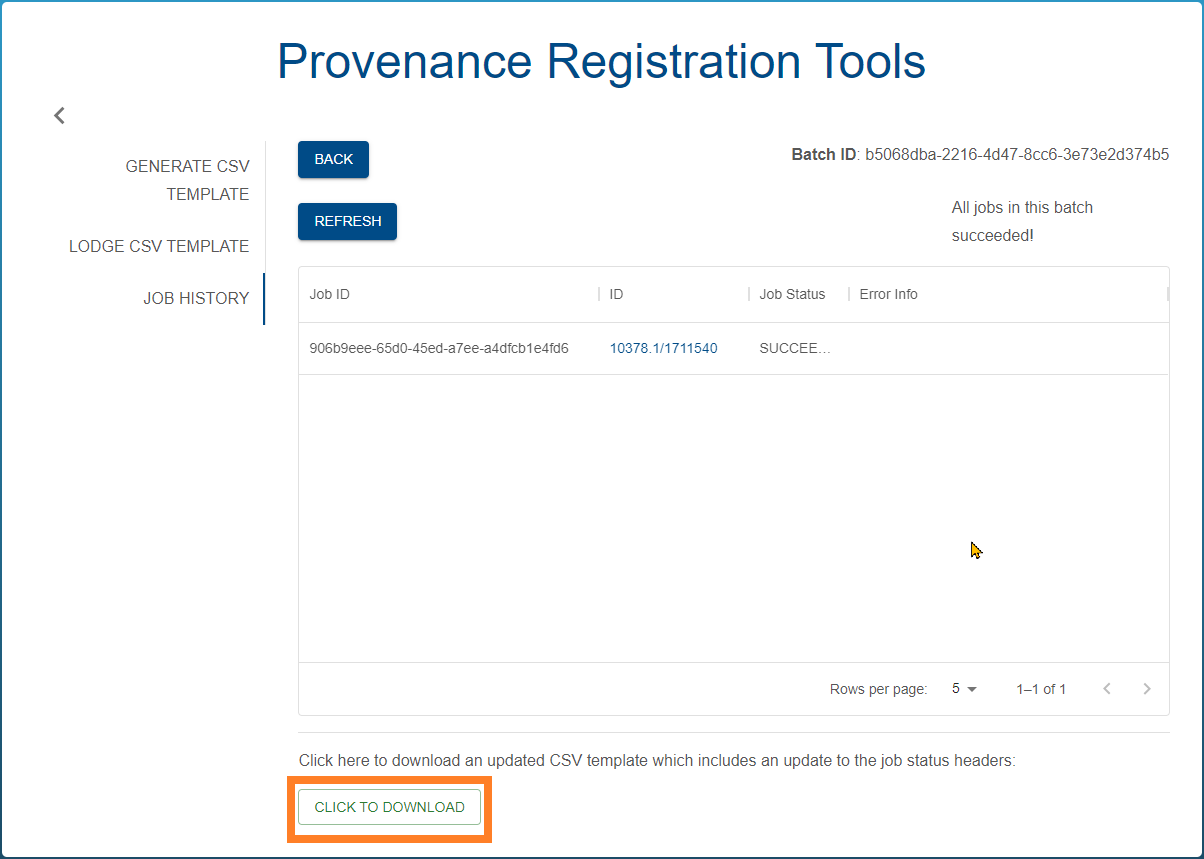 Provenance Registration Tools
GENERATE CSV
TEMPLATE
LODGE CSV TEMPLATE
JOB HISTORY
BACK
Batch ID: b5068dba-2216-4d47-8cc6-3e73e2d374b5
REFRESH
All jobs in this batch
succeeded!
Job ID ID Job Status Error Info
906b9eee-65d0-45ed-a7ee-a4dfcb1e4fd6 10378.1/1711540 SUCCEE...
Rows per page: 5 1–1 of 1
Click here to download an updated CSV template which includes an update to the job status headers:
CLICK TO DOWNLOAD